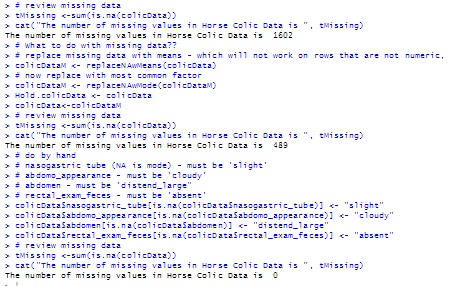 > # review missing data
> tMissing <-sum(is.na(colicData))
> cat("The number of missing values in Horse Colic Data is ", tMissing)
The number of missing values in Horse Colic Data is  1602
> # What to do with missing data??
> # replace missing data with means - which will not work on rows that are not numeric,
> colicDataM <- replaceNAwMeans(colicData)
> # now replace with most common factor
> colicDataM <- replaceNAwMode(colicDataM)
> Hold.colicData <- colicData
> colicData<-colicDataM
> # review missing data
> tMissing <-sum(is.na(colicData))
> cat("The number of missing values in Horse Colic Data is ", tMissing)
The number of missing values in Horse Colic Data is  489
> # do by hand
> # nasogastric tube (NA is mode) - must be 'slight'
> # abdomo_appearance - must be 'cloudy'
> # abdomen - must be 'distend_large"
> # rectal_exam_feces - must be 'absent'
> colicData$nasogastric_tube[is.na(colicData$nasogastric_tube)] <- "slight"
> colicData$abdomo_appearance[is.na(colicData$abdomo_appearance)] <- "cloudy"
> colicData$abdomen[is.na(colicData$abdomen)] <- "distend_large"
> colicData$rectal_exam_feces[is.na(colicData$rectal_exam_feces)] <- "absent"
> # review missing data
> tMissing <-sum(is.na(colicData))
> cat("The number of missing values in Horse Colic Data is ", tMissing)
The number of missing values in Horse Colic Data is  0
>